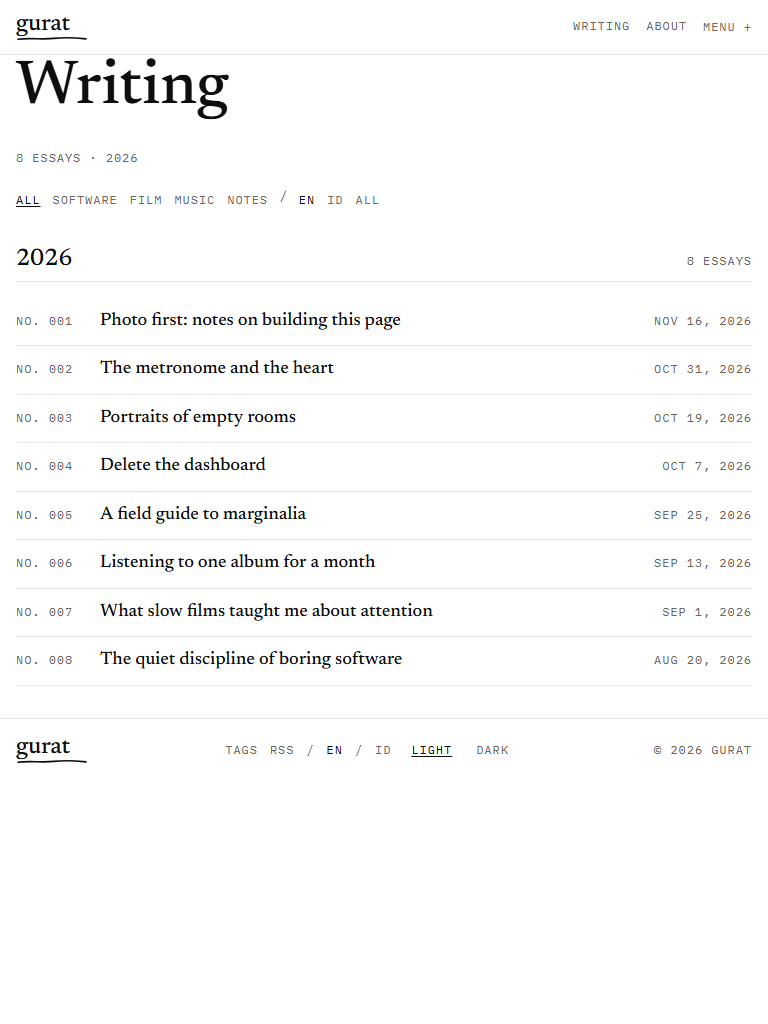 gurat
WRITING ABOUT MENU +
Writing
8 ESSAYS · 2026
ALL SOFTWARE FILM MUSIC NOTES / EN ID ALL
2026 8 ESSAYS
NO. 001 Photo first: notes on building this page NOV 16, 2026
NO. 002 The metronome and the heart OCT 31, 2026
NO. 003 Portraits of empty rooms OCT 19, 2026
NO. 004 Delete the dashboard OCT 7, 2026
NO. 005 A field guide to marginalia SEP 25, 2026
NO. 006 Listening to one album for a month SEP 13, 2026
NO. 007 What slow films taught me about attention SEP 1, 2026
NO. 008 The quiet discipline of boring software AUG 20, 2026
gurat TAGS RSS / EN / ID LIGHT DARK © 2026 GURAT